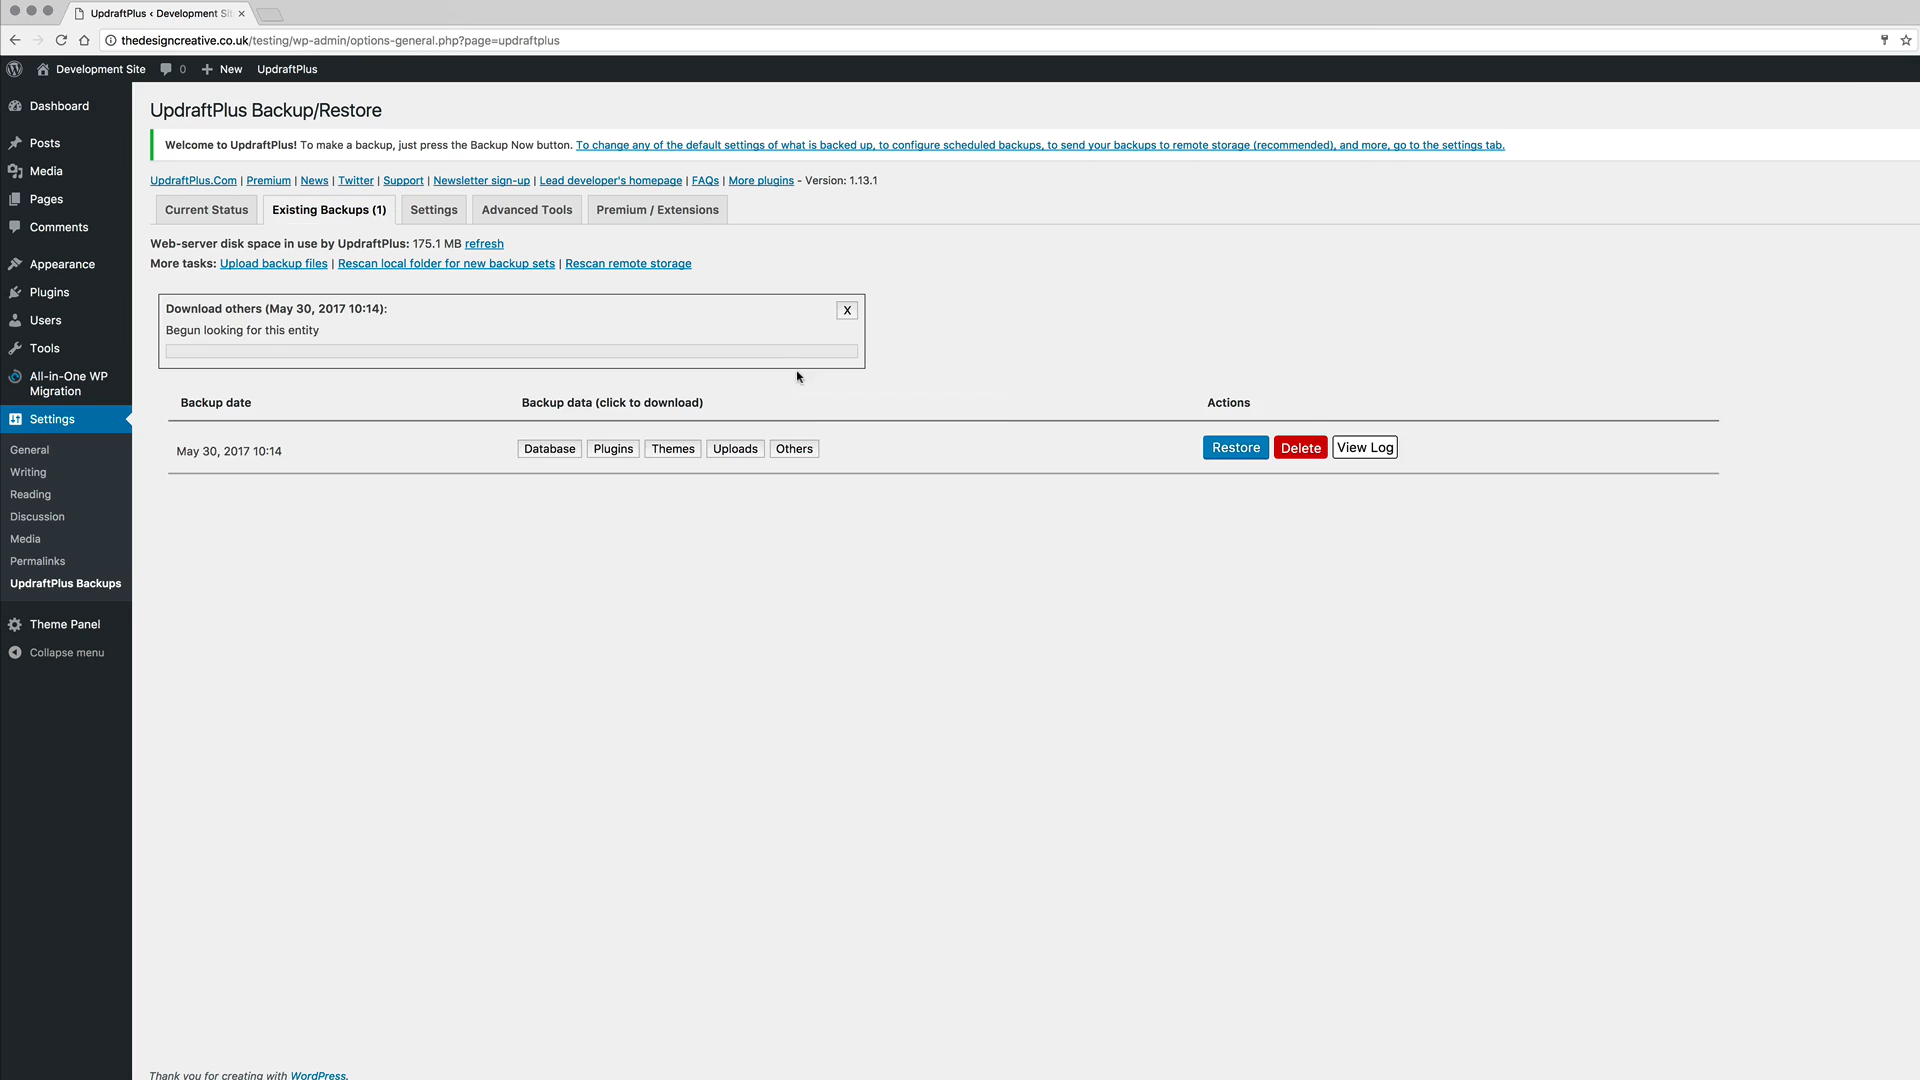 UpdraftPlus ‹ Development Sit
thedesigncreative.co.uk/testing/wp-admin/options-general.php?page=updraftplus
Development Site 0 New UpdraftPlus
Dashboard
Posts
Media
Pages
Comments
Appearance
Plugins
Users
Tools
All-in-One WP
Migration
Settings
General
Writing
Reading
Discussion
Media
Permalinks
UpdraftPlus Backups
Theme Panel
Collapse menu
UpdraftPlus Backup/Restore
Welcome to UpdraftPlus! To make a backup, just press the Backup Now button. To change any of the default settings of what is backed up, to configure scheduled backups, to send your backups to remote storage (recommended), and more, go to the settings tab.
UpdraftPlus.Com | Premium | News | Twitter | Support | Newsletter sign-up | Lead developer's homepage | FAQs | More plugins - Version: 1.13.1
Current Status Existing Backups (1) Settings Advanced Tools Premium / Extensions
Web-server disk space in use by UpdraftPlus: 175.1 MB refresh
More tasks: Upload backup files | Rescan local folder for new backup sets | Rescan remote storage
Download others (May 30, 2017 10:14): X
Begun looking for this entity
Backup date Backup data (click to download) Actions
May 30, 2017 10:14 Database Plugins Themes Uploads Others Restore Delete View Log
Thank you for creating with WordPress.